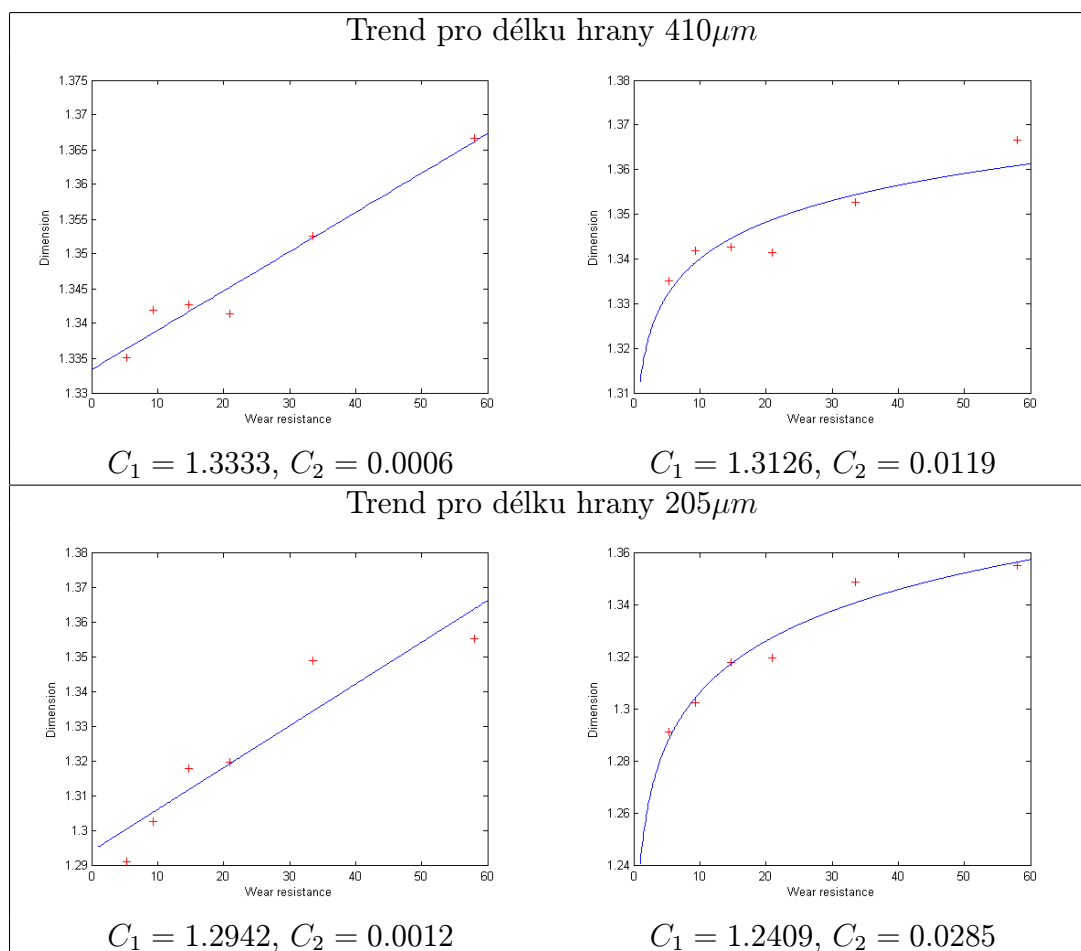 Trend pro délku hrany 410μm
1.375
1.37
1.365
1.36
1.355
1.35
1.345
1.34
1.335
1.33
Dimension
0 10 20 30 40 50 60
Wear resistance
1.38
1.37
1.36
1.35
1.34
1.33
1.32
1.31
Dimension
0 10 20 30 40 50 60
Wear resistance
C₁ = 1.3333, C₂ = 0.0006
C₁ = 1.3126, C₂ = 0.0119
Trend pro délku hrany 205μm
1.38
1.37
1.36
1.35
1.34
1.33
1.32
1.31
1.3
1.29
Dimension
0 10 20 30 40 50 60
Wear resistance
1.36
1.34
1.32
1.3
1.28
1.26
1.24
Dimension
0 10 20 30 40 50 60
Wear resistance
C₁ = 1.2942, C₂ = 0.0012
C₁ = 1.2409, C₂ = 0.0285